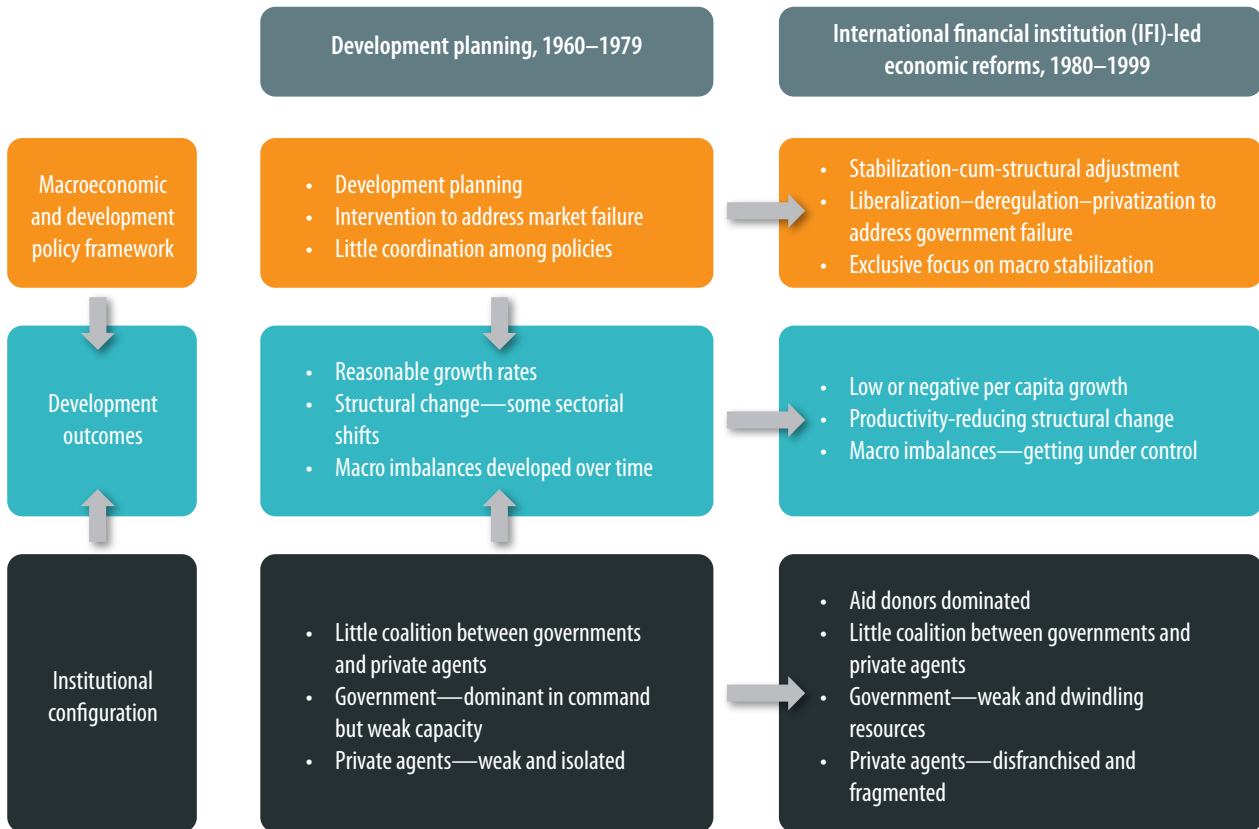 Development planning, 1960–1979
International financial institution (IFI)-led
economic reforms, 1980–1999
Macroeconomic
and development
policy framework
• Development planning
• Intervention to address market failure
• Little coordination among policies
• Stabilization-cum-structural adjustment
• Liberalization–deregulation–privatization to
address government failure
• Exclusive focus on macro stabilization
Development
outcomes
• Reasonable growth rates
• Structural change—some sectorial
shifts
• Macro imbalances developed over time
• Low or negative per capita growth
• Productivity-reducing structural change
• Macro imbalances—getting under control
Institutional
configuration
• Little coalition between governments
and private agents
• Government—dominant in command
but weak capacity
• Private agents—weak and isolated
• Aid donors dominated
• Little coalition between governments and
private agents
• Government—weak and dwindling
resources
• Private agents—disfranchised and
fragmented